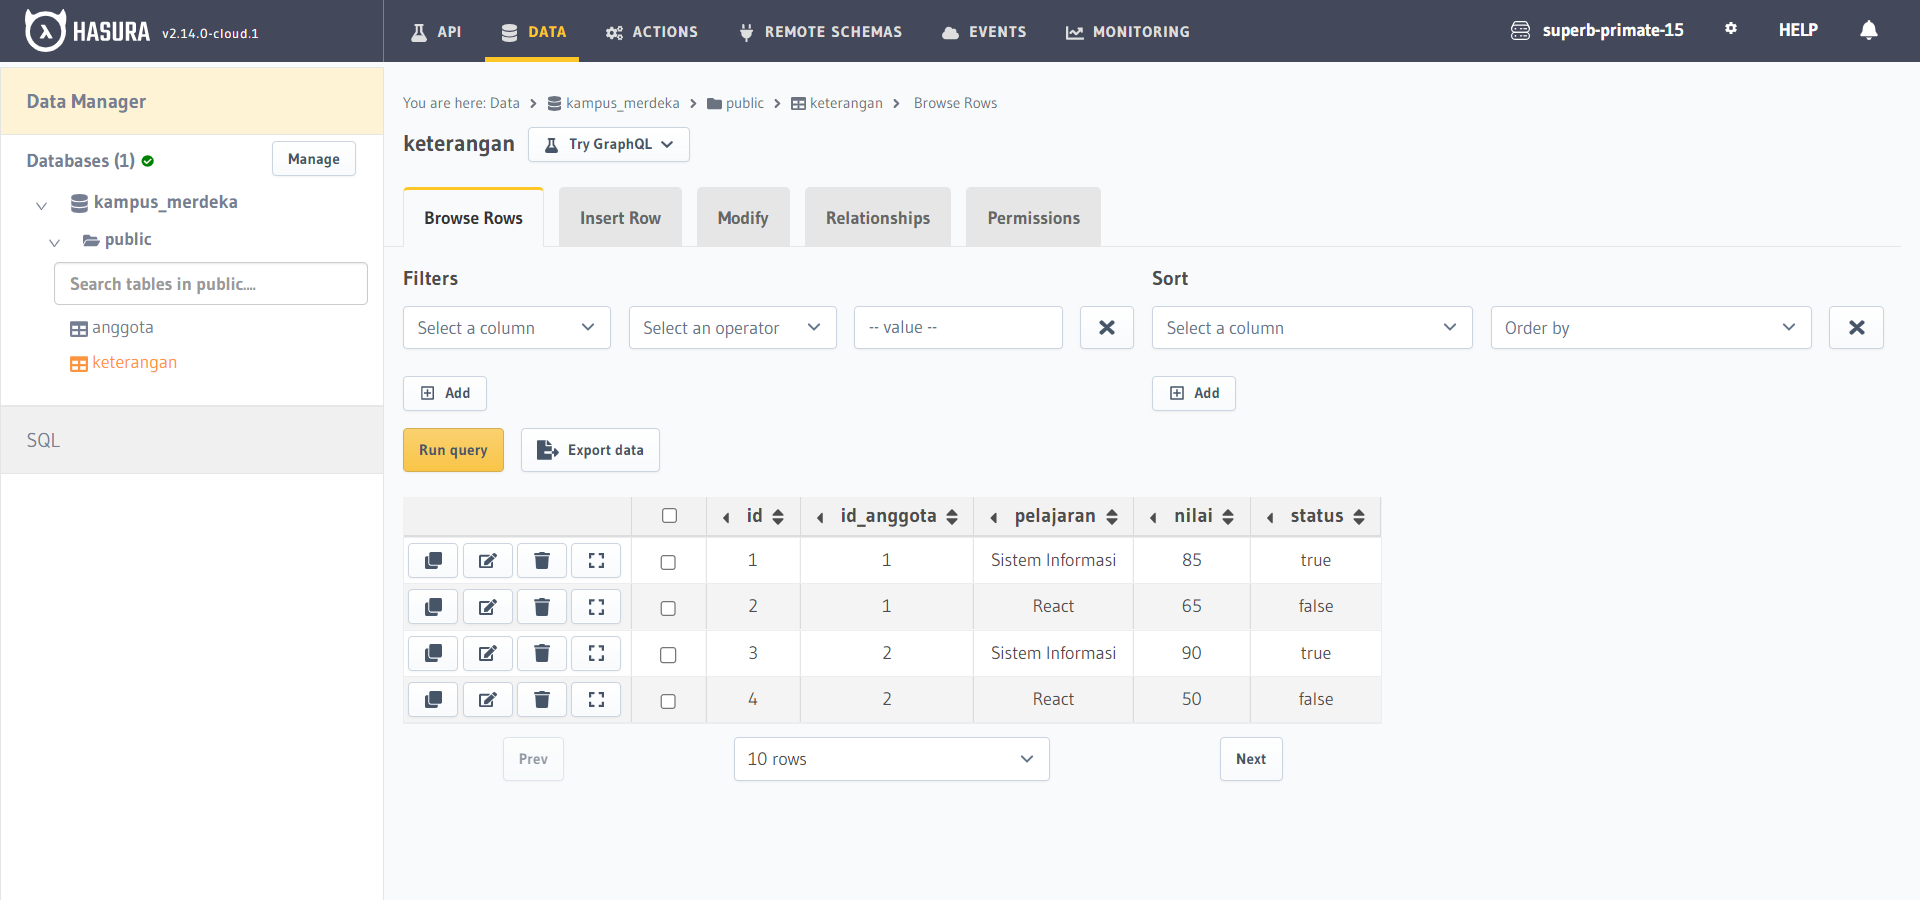 HASURA v2.14.0-cloud.1
API DATA ACTIONS REMOTE SCHEMAS EVENTS MONITORING superb-primate-15 HELP
Data Manager
Databases (1) Manage
kampus_merdeka
public
Search tables in public....
anggota
keterangan
SQL
You are here: Data kampus_merdeka public keterangan Browse Rows
keterangan Try GraphQL
Browse Rows Insert Row Modify Relationships Permissions
Filters Sort
Select a column Select an operator -- value -- Select a column Order by
Add Add
Run query Export data
id id_anggota pelajaran nilai status
1 1 Sistem Informasi 85 true
2 1 React 65 false
3 2 Sistem Informasi 90 true
4 2 React 50 false
Prev 10 rows Next